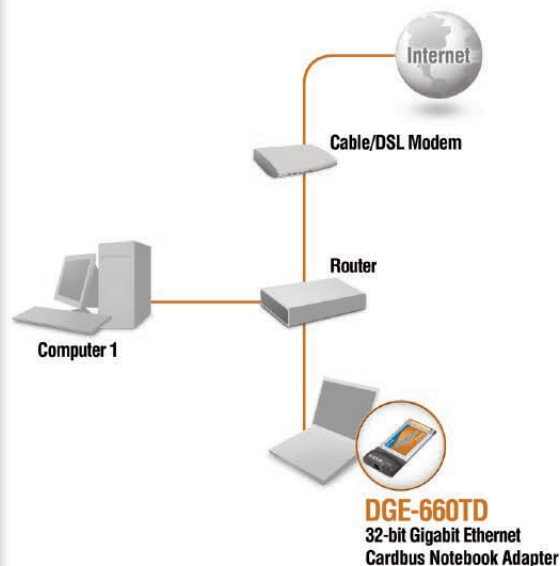 Internet
Cable/DSL Modem
Router
Computer 1
DGE-660TD
32-bit Gigabit Ethernet
Cardbus Notebook Adapter